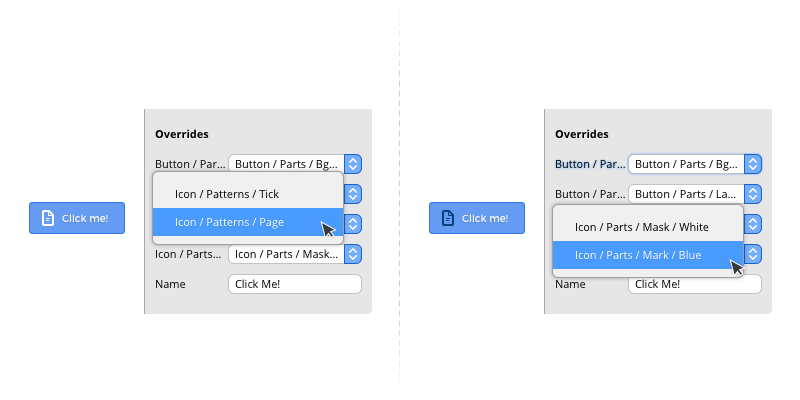 Overrides
Button / Par... Button / Parts / Bg...
Icon / Patterns / Tick
Icon / Patterns / Page
Icon / Parts... Icon / Parts / Mask...
Name Click Me!
Click me!
Overrides
Button / Par... Button / Parts / Bg...
Button / Par... Button / Parts / La...
Icon / Parts / Mask / White
Icon / Parts / Mark / Blue
Name Click Me!
Click me!